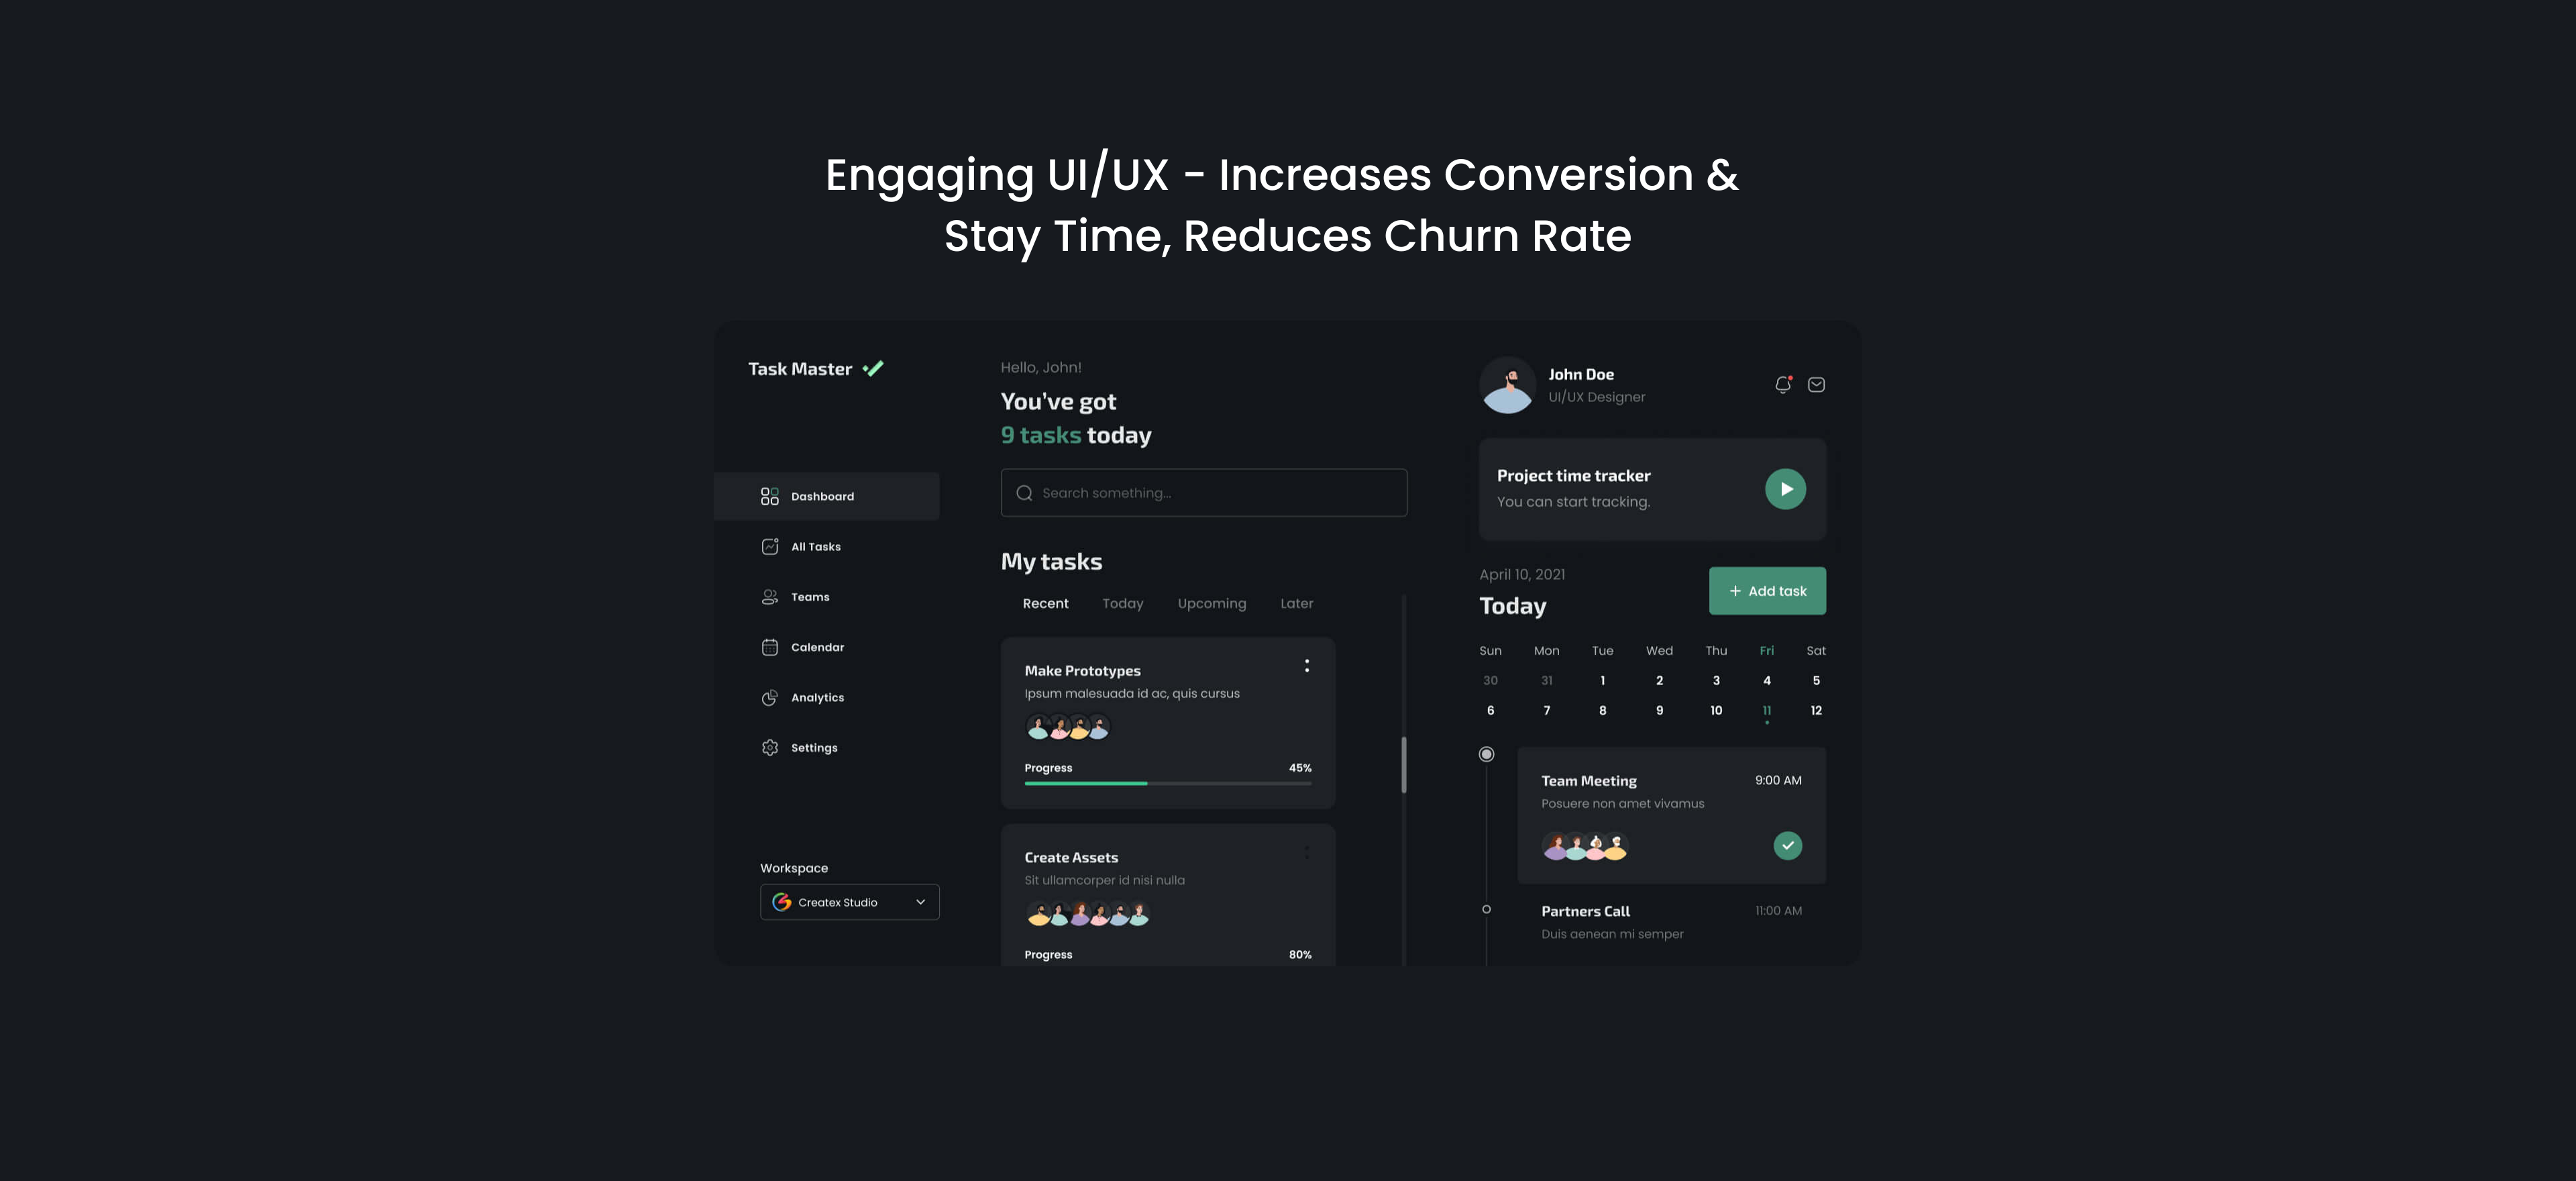 Engaging UI/UX - Increases Conversion &
Stay Time, Reduces Churn Rate
Task Master
Dashboard
All Tasks
Teams
Calendar
Analytics
Settings
Workspace
Createx Studio
Hello, John!
You've got
9 tasks today
Search something...
My tasks
Recent Today Upcoming Later
Make Prototypes
Ipsum malesuada id ac, quis cursus
Progress 45%
Create Assets
Sit ullamcorper id nisi nulla
Progress 80%
John Doe
UI/UX Designer
Project time tracker
You can start tracking.
April 10, 2021
Today
+ Add task
Sun Mon Tue Wed Thu Fri Sat
30 31 1 2 3 4 5
6 7 8 9 10 11 12
Team Meeting 9:00 AM
Posuere non amet vivamus
Partners Call 11:00 AM
Duis aenean mi semper